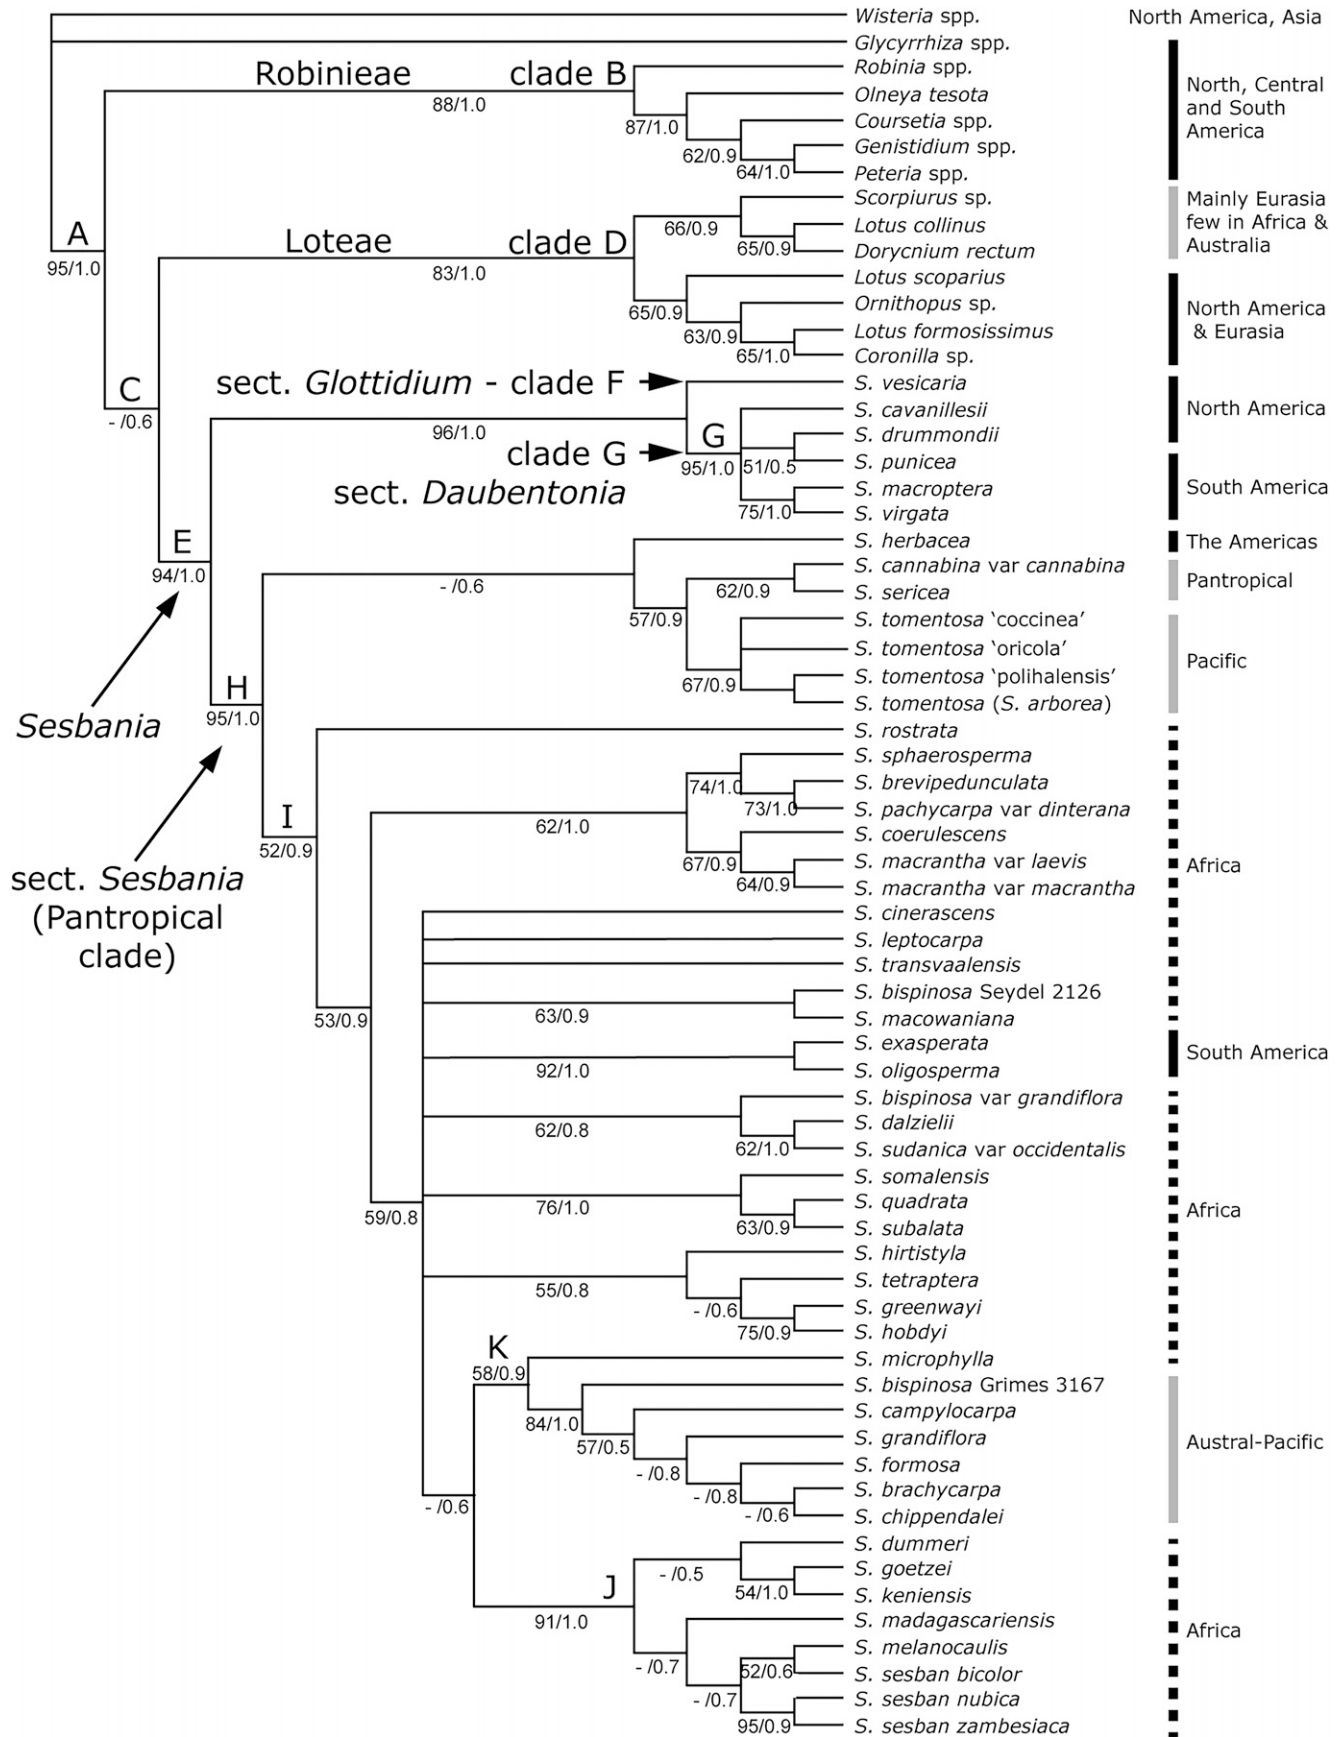 Wisteria spp.
North America, Asia
Glycyrrhiza spp.
Robinieae
clade B
88/1.0
Robinia spp.
Olneya tesota
87/1.0
Coursetia spp.
62/0.9
Genistidium spp.
64/1.0
Peteria spp.
North, Central
and South
America
A
95/1.0
Loteae
clade D
83/1.0
Scorpiurus sp.
66/0.9
Lotus collinus
65/0.9
Dorycnium rectum
Mainly Eurasia
few in Africa &
Australia
Lotus scoparius
65/0.9
Ornithopus sp.
63/0.9
Lotus formosissimus
65/1.0
Coronilla sp.
North America
& Eurasia
C
- /0.6
sect. Glottidium - clade F
S. vesicaria
96/1.0
clade G
sect. Daubentonia
G
95/1.0
S. cavanillesii
S. drummondii
51/0.5
S. punicea
North America
S. macroptera
75/1.0
S. virgata
South America
E
94/1.0
Sesbania
S. herbacea
The Americas
- /0.6
S. cannabina var cannabina
62/0.9
S. sericea
Pantropical
57/0.9
S. tomentosa ‘coccinea’
S. tomentosa ‘oricola’
67/0.9
S. tomentosa ‘polihalensis’
S. tomentosa (S. arborea)
Pacific
H
95/1.0
sect. Sesbania
(Pantropical
clade)
S. rostrata
I
52/0.9
S. sphaerosperma
74/1.0
S. brevipedunculata
73/1.0
S. pachycarpa var dinterana
62/1.0
S. coerulescens
67/0.9
S. macrantha var laevis
64/0.9
S. macrantha var macrantha
Africa
S. cinerascens
S. leptocarpa
S. transvaalensis
S. bispinosa Seydel 2126
63/0.9
S. macowaniana
53/0.9
S. exasperata
92/1.0
S. oligosperma
South America
S. bispinosa var grandiflora
62/0.8
S. dalzielii
62/1.0
S. sudanica var occidentalis
S. somalensis
76/1.0
S. quadrata
63/0.9
S. subalata
59/0.8
Africa
S. hirtistyla
55/0.8
S. tetraptera
- /0.6
S. greenwayi
75/0.9
S. hobdyi
K
58/0.9
S. microphylla
S. bispinosa Grimes 3167
84/1.0
S. campylocarpa
57/0.5
S. grandiflora
- /0.8
S. formosa
- /0.8
S. brachycarpa
- /0.6
S. chippendalei
Austral-Pacific
- /0.6
S. dummeri
- /0.5
S. goetzei
54/1.0
S. keniensis
J
91/1.0
S. madagascariensis
- /0.7
S. melanocaulis
52/0.6
S. sesban bicolor
- /0.7
S. sesban nubica
95/0.9
S. sesban zambesiaca
Africa